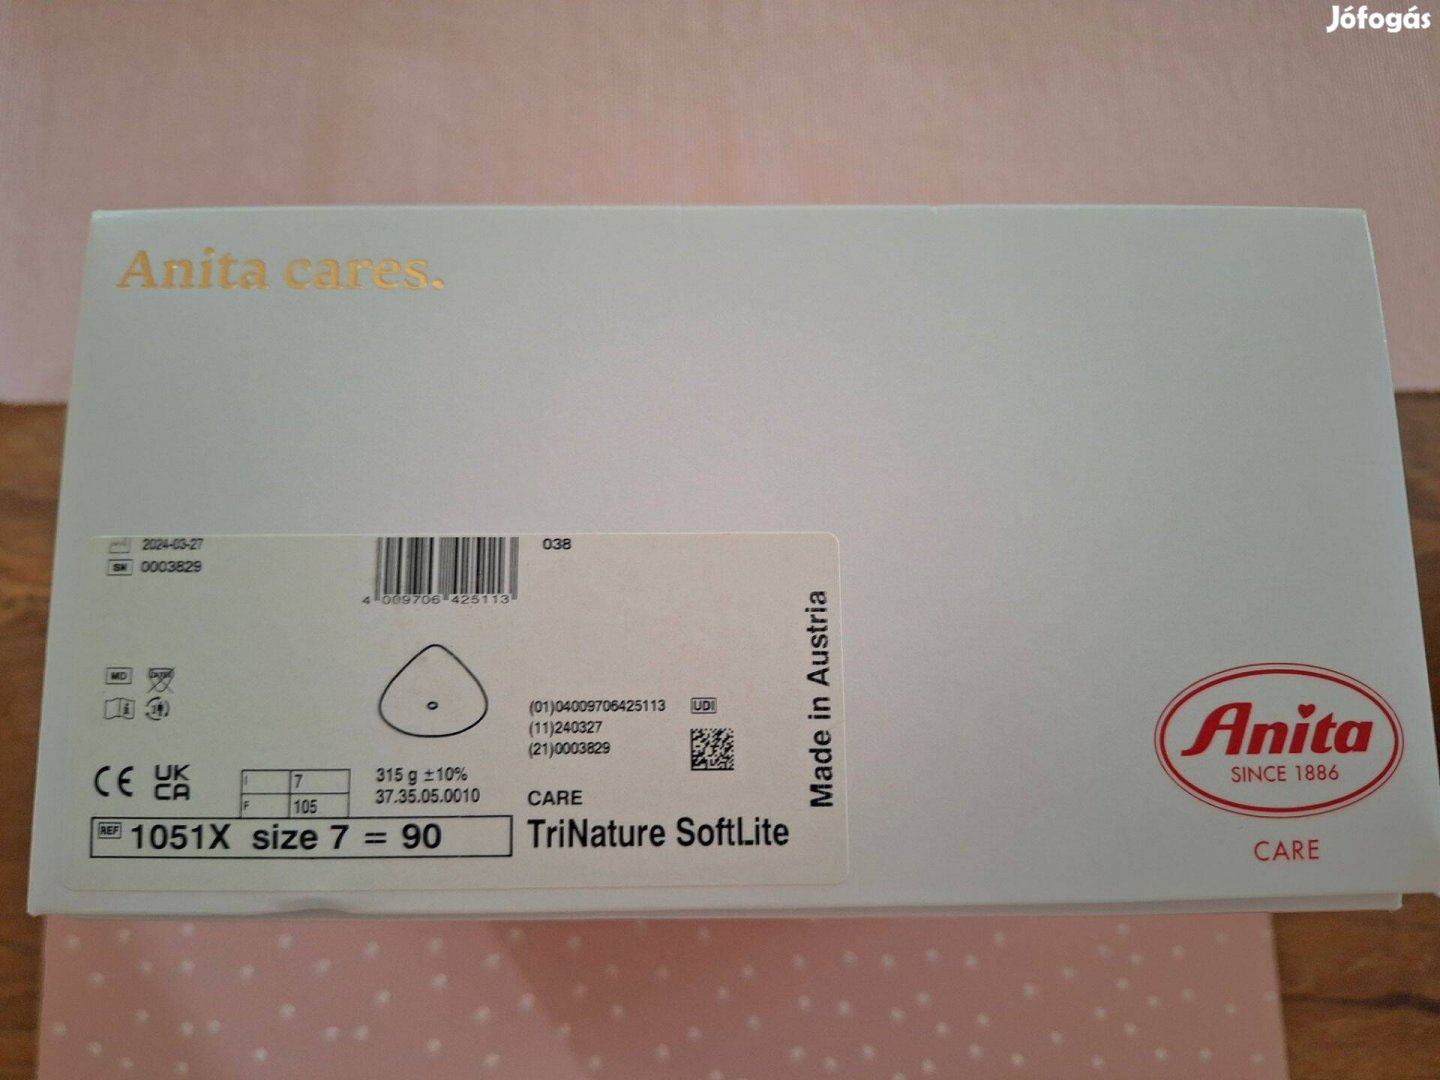 Jófogás
Anita cares.
2024-03-27
SN 0003829
038
4 009706 425113
MD
LATEX
(01)04009706425113 UDI
(11)240327
(21)0003829
Made in Austria
CE UK CA
I 7
F 105
315 g ±10%
37.35.05.0010
CARE
REF 1051X size 7 = 90
TriNature SoftLite
Anita
SINCE 1886
CARE